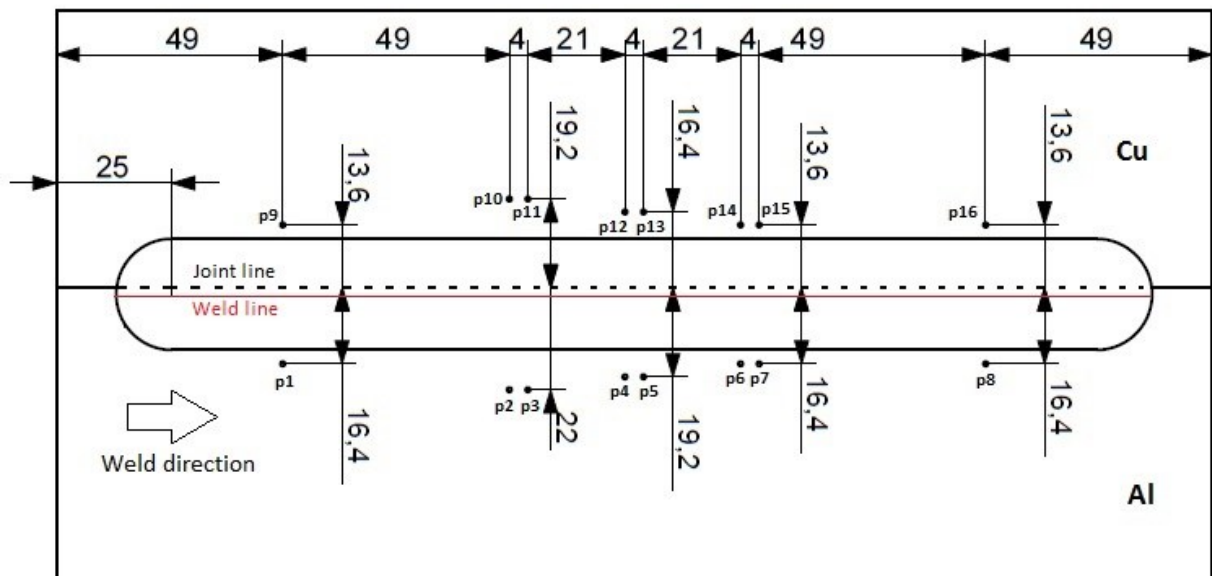 49 49 4 21 4 21 4 49 49
25
13,6
19,2
16,4
13,6
13,6
Cu
p9
p10 p11
p12 p13
p14 p15
p16
Joint line
Weld line
p1
p2 p3
p4 p5
p6 p7
p8
16,4
22
19,2
16,4
16,4
Weld direction
Al